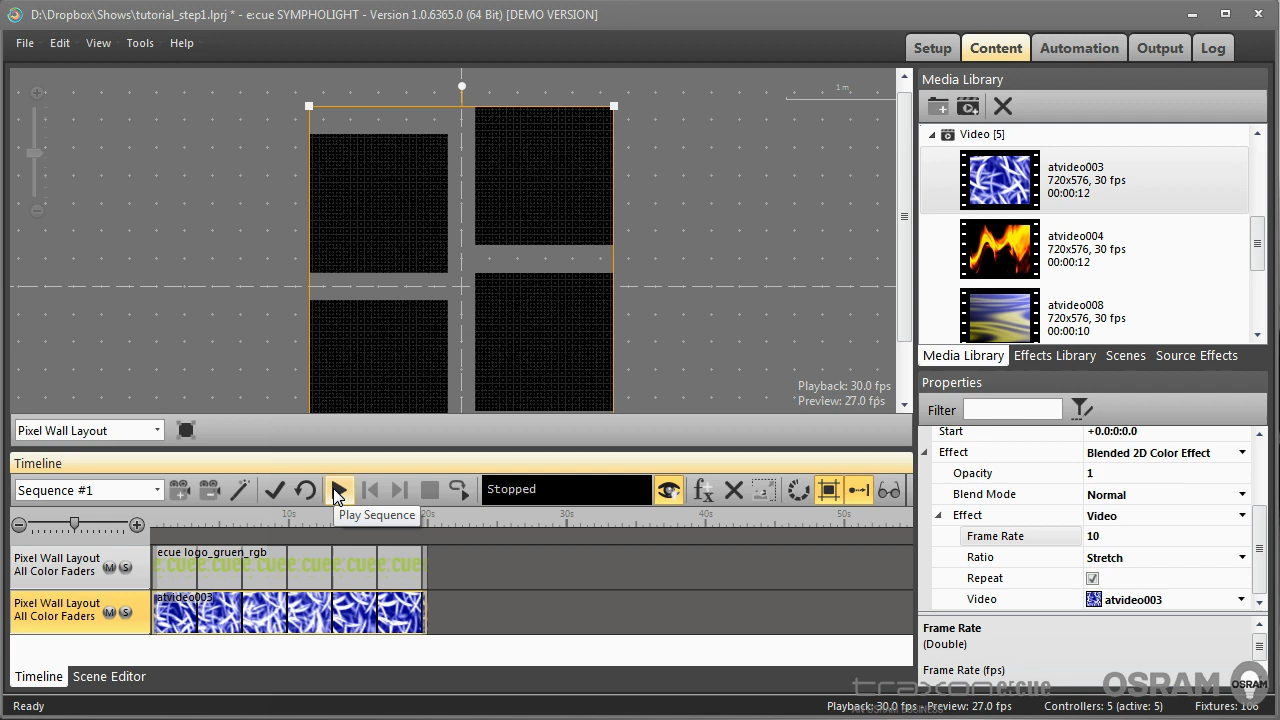 D:\Dropbox\Shows\tutorial_step1.lprj * - e:cue SYMPHOLIGHT - Version 1.0.6365.0 (64 Bit) [DEMO VERSION]
File Edit View Tools Help
Setup Content Automation Output Log
1 m
Playback: 30.0 fps
Preview: 27.0 fps
Pixel Wall Layout
Media Library
Video [5]
atvideo003
720x576, 30 fps
00:00:12
atvideo004
720x576, 30 fps
00:00:12
atvideo008
720x576, 30 fps
00:00:10
Media Library Effects Library Scenes Source Effects
Properties
Filter
Start +0.0:0:0.0
Effect Blended 2D Color Effect
Opacity 1
Blend Mode Normal
Effect Video
Frame Rate 10
Ratio Stretch
Repeat
Video atvideo003
Frame Rate
(Double)
Frame Rate (fps)
Timeline
Sequence #1
Stopped
Play Sequence
10s 20s 30s 40s 50s
Pixel Wall Layout
All Color Faders M S
ecue logo_gruen_rgb
Pixel Wall Layout
All Color Faders M S
atvideo003
Timeline Scene Editor
traxon e:cue
AN OSRAM BUSINESS
OSRAM OSRAM
Ready
Playback: 30.0 fps - Preview: 27.0 fps Controllers: 5 (active: 5) Fixtures: 106